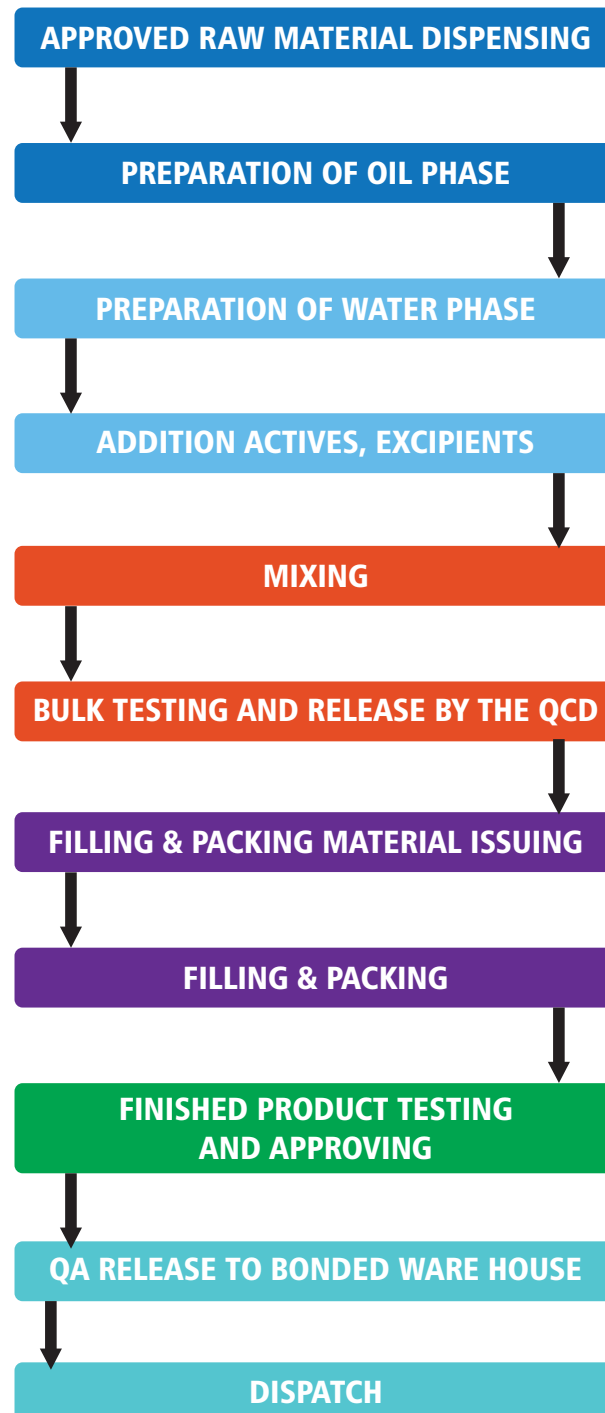 APPROVED RAW MATERIAL DISPENSING
PREPARATION OF OIL PHASE
PREPARATION OF WATER PHASE
ADDITION ACTIVES, EXCIPIENTS
MIXING
BULK TESTING AND RELEASE BY THE QCD
FILLING & PACKING MATERIAL ISSUING
FILLING & PACKING
FINISHED PRODUCT TESTING
AND APPROVING
QA RELEASE TO BONDED WARE HOUSE
DISPATCH